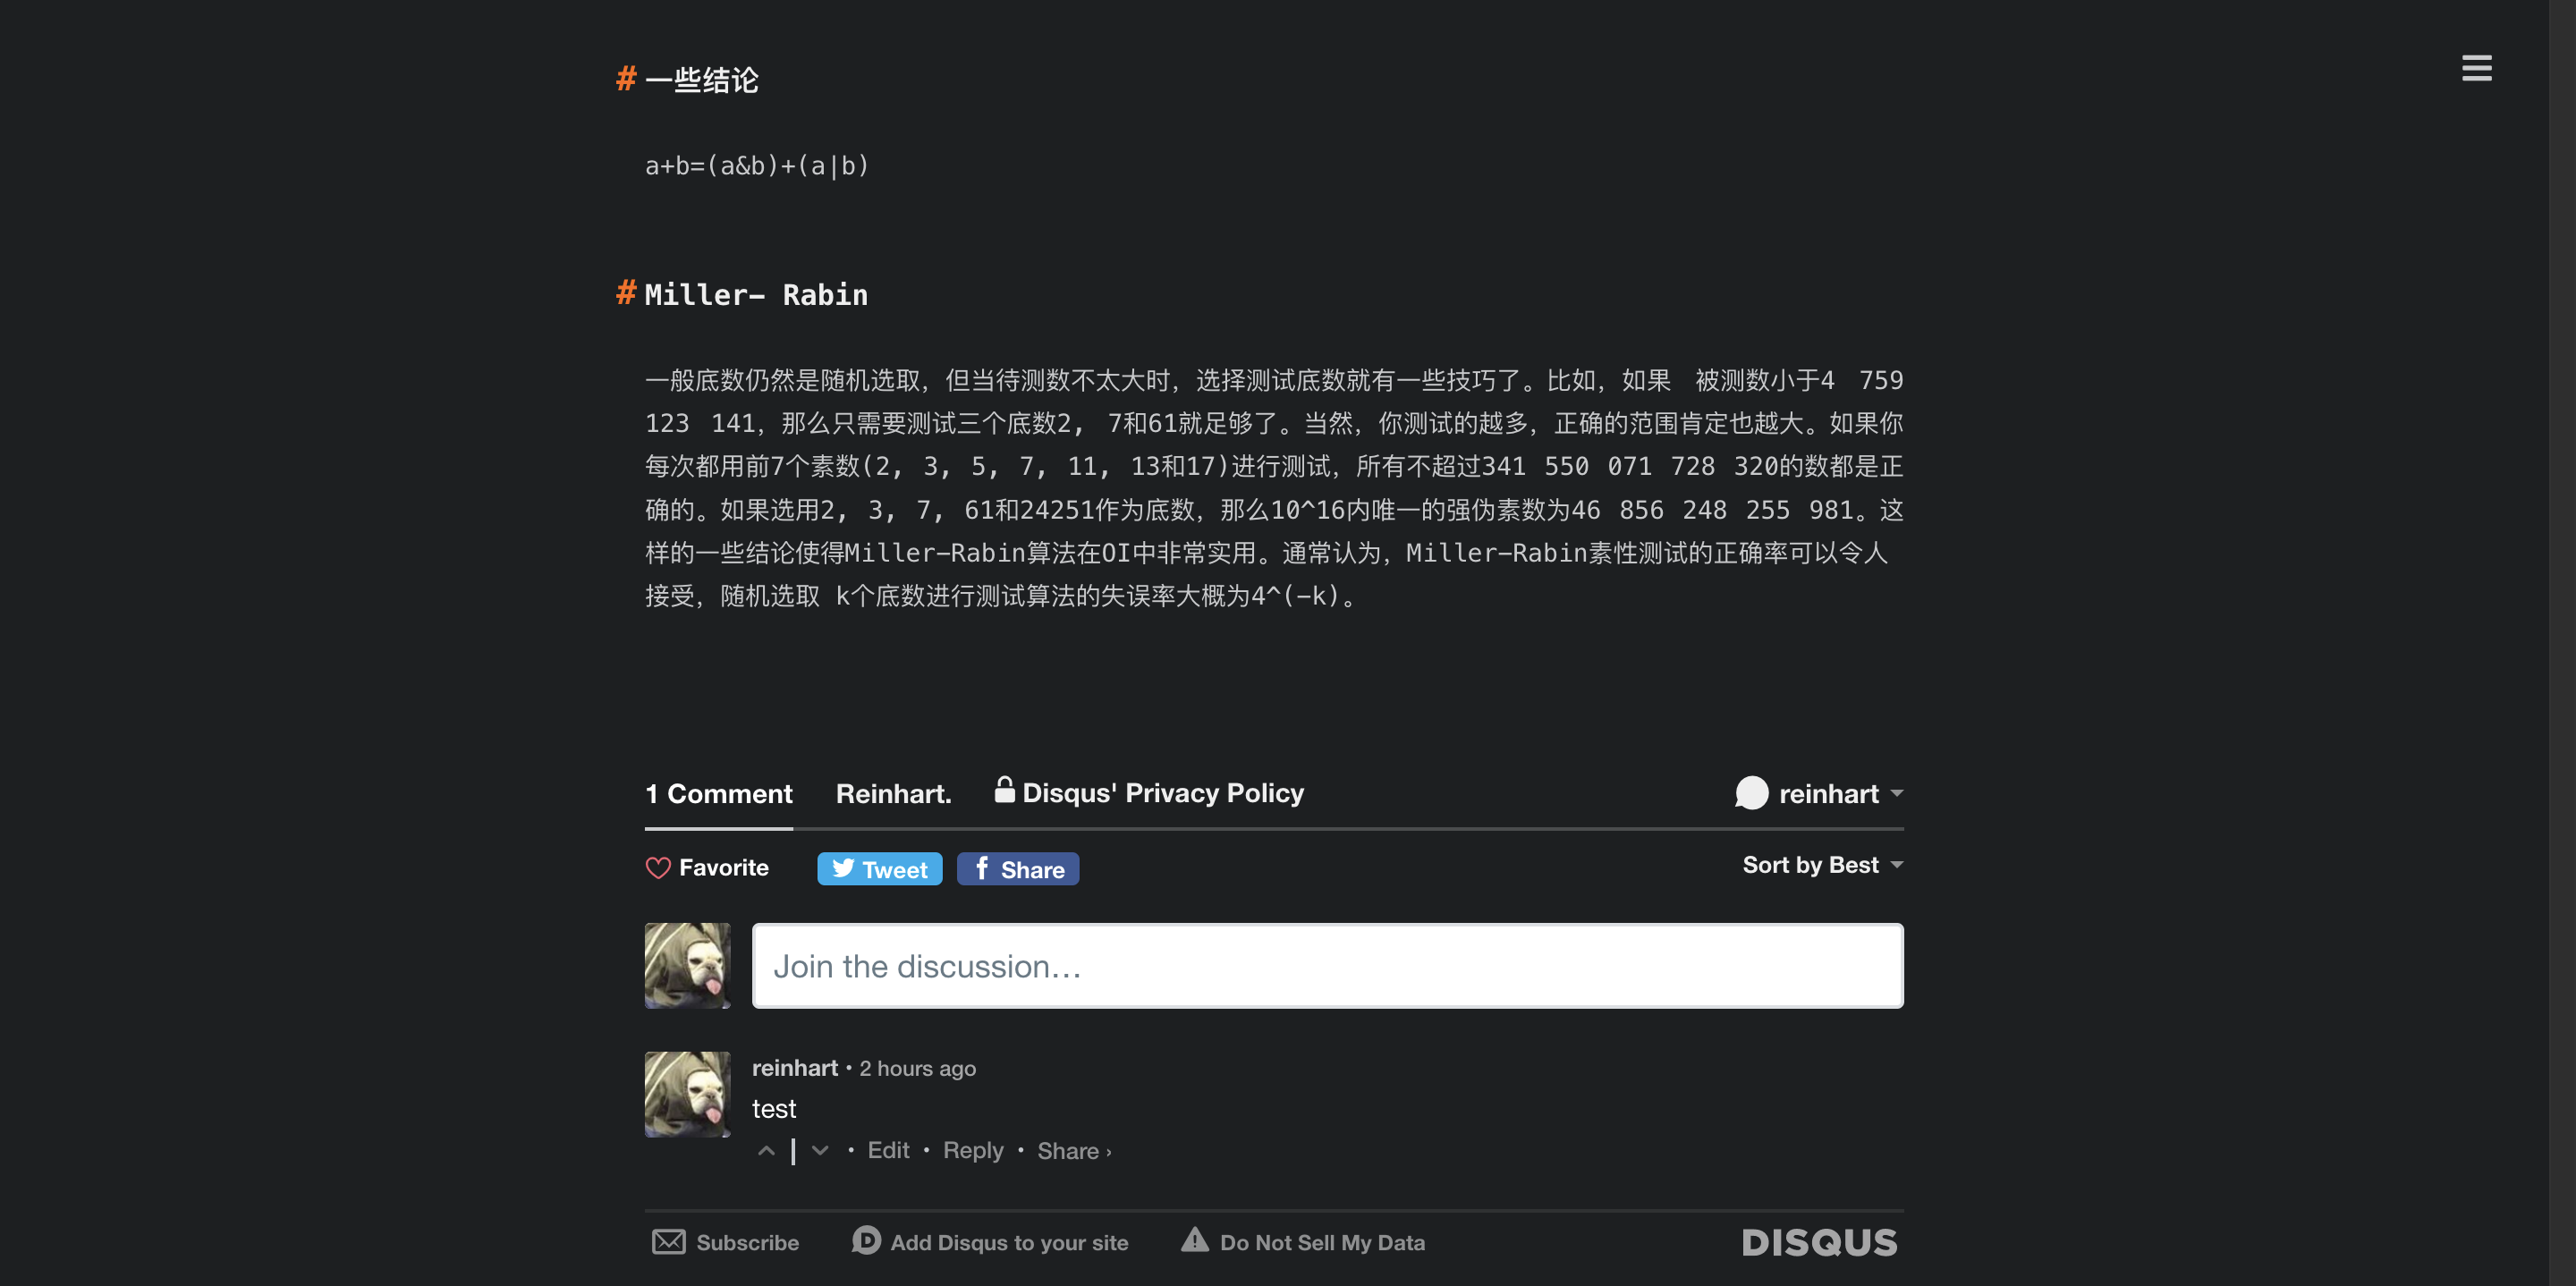 # 一些结论
a+b=(a&b)+(a|b)
# Miller- Rabin
一般底数仍然是随机选取，但当待测数不太大时，选择测试底数就有一些技巧了。比如，如果 被测数小于4 759
123 141，那么只需要测试三个底数2, 7和61就足够了。当然，你测试的越多，正确的范围肯定也越大。如果你
每次都用前7个素数(2, 3, 5, 7, 11, 13和17)进行测试，所有不超过341 550 071 728 320的数都是正
确的。如果选用2, 3, 7, 61和24251作为底数，那么10^16内唯一的强伪素数为46 856 248 255 981。这
样的一些结论使得Miller-Rabin算法在OI中非常实用。通常认为，Miller-Rabin素性测试的正确率可以令人
接受，随机选取 k个底数进行测试算法的失误率大概为4^(-k)。
1 Comment Reinhart. Disqus' Privacy Policy reinhart
Favorite Tweet Share Sort by Best
Join the discussion…
reinhart • 2 hours ago
test
• Edit • Reply • Share ›
Subscribe Add Disqus to your site Do Not Sell My Data DISQUS